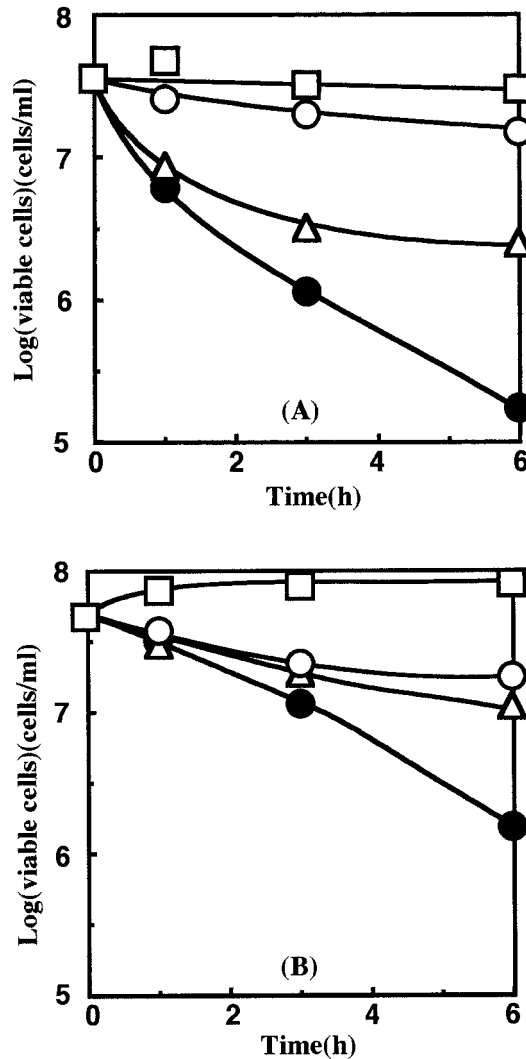 8
7
6
5
Log(viable cells)(cells/ml)
(A)
0 2 4 6
Time(h)
8
7
6
5
Log(viable cells)(cells/ml)
(B)
0 2 4 6
Time(h)